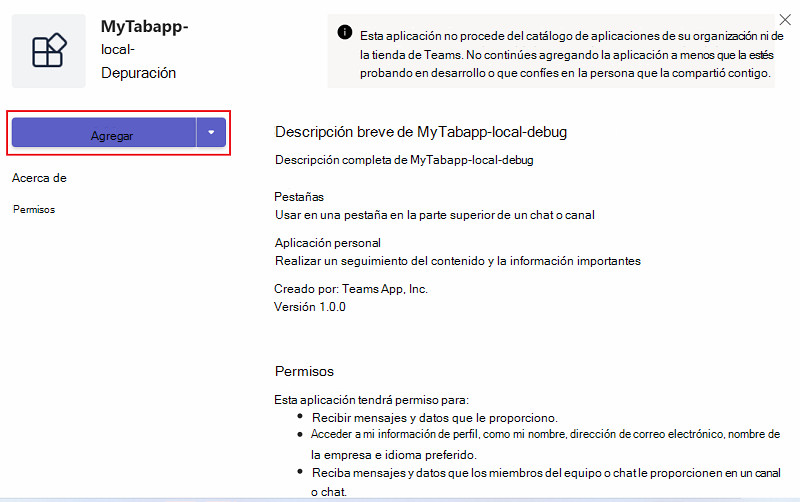 MyTabapp-
local-
Depuración
Esta aplicación no procede del catálogo de aplicaciones de su organización ni de
la tienda de Teams. No continúes agregando la aplicación a menos que la estés
probando en desarrollo o que confíes en la persona que la compartió contigo.
Agregar
Acerca de
Permisos
Descripción breve de MyTabapp-local-debug
Descripción completa de MyTabapp-local-debug
Pestañas
Usar en una pestaña en la parte superior de un chat o canal
Aplicación personal
Realizar un seguimiento del contenido y la información importantes
Creado por: Teams App, Inc.
Versión 1.0.0
Permisos
Esta aplicación tendrá permiso para:
• Recibir mensajes y datos que le proporciono.
• Acceder a mi información de perfil, como mi nombre, dirección de correo electrónico, nombre de
la empresa e idioma preferido.
• Reciba mensajes y datos que los miembros del equipo o chat le proporcionen en un canal
o chat.